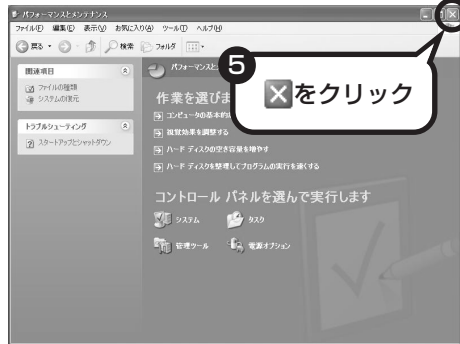 パフォーマンスとメンテナンス
ファイル(F) 編集(E) 表示(V) お気に入り(A) ツール(T) ヘルプ(H)
戻る 検索 フォルダ
関連項目
ファイルの種類
システムの復元
トラブルシューティング
スタートアップとシャットダウン
パフォーマンスと
5
×をクリック
作業を選びま
コンピュータの基本的
視覚効果を調整する
ハード ディスクの空き容量を増やす
ハード ディスクを整理してプログラムの実行を速くする
コントロール パネルを選んで実行します
システム タスク
管理ツール 電源オプション